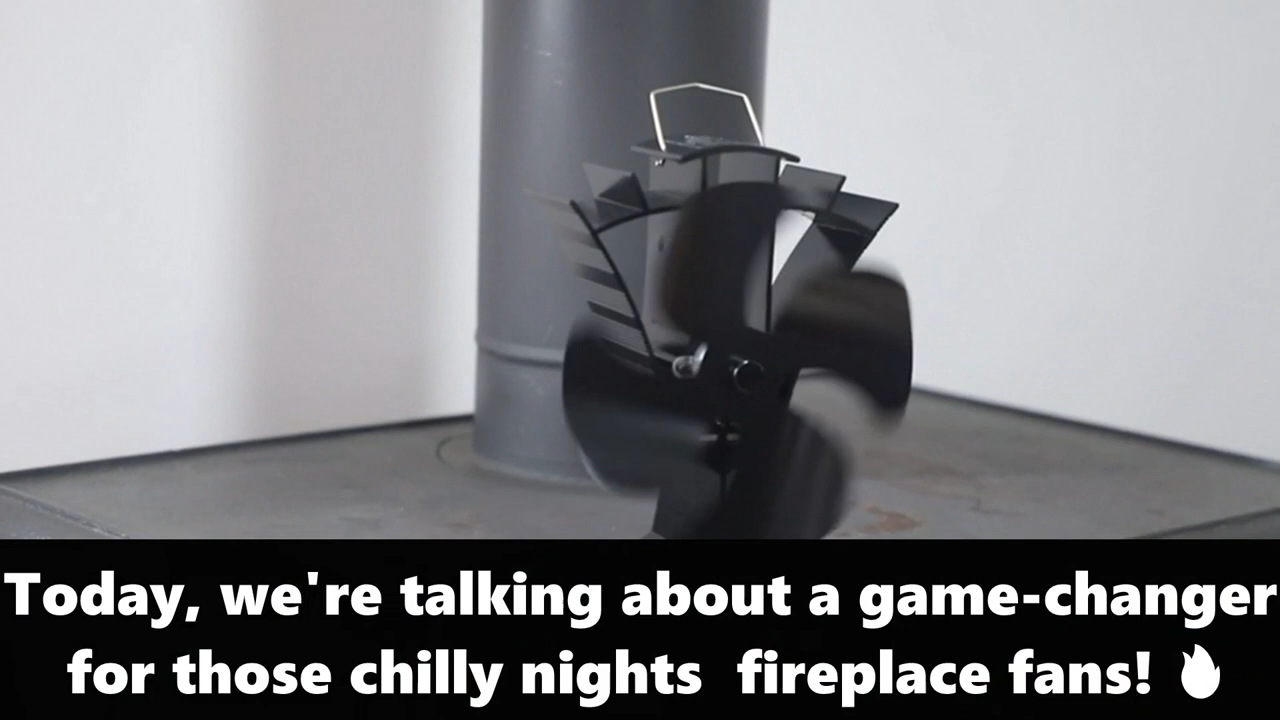 Today, we're talking about a game-changer
for those chilly nights  fireplace fans! 🔥